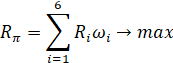 R_π = ∑_{i=1}^{6} R_i ω_i → max